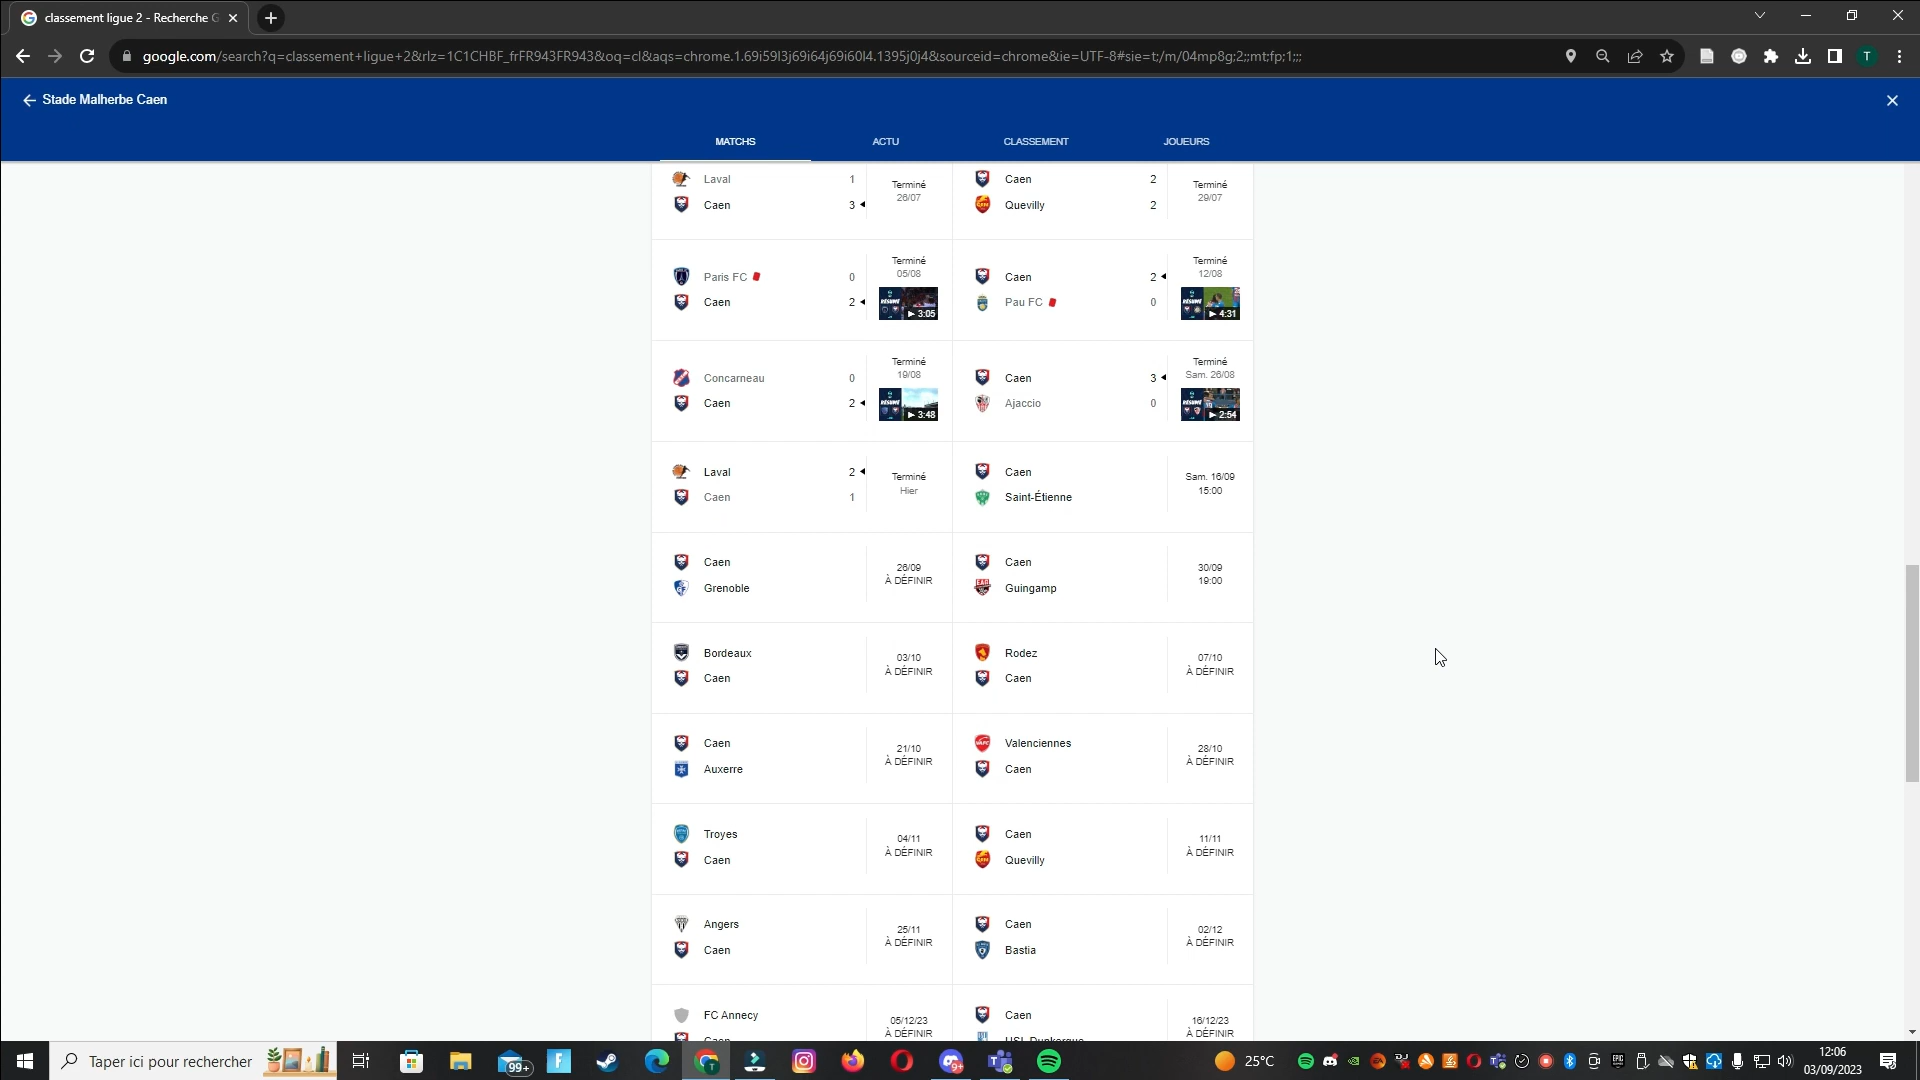 classement ligue 2 - Recherche G
google.com/search?q=classement+ligue+2&rlz=1C1CHBF_frFR943FR943&oq=cl&aqs=chrome.1.69i59l3j69i64j69i60l4.1395j0j4&sourceid=chrome&ie=UTF-8#sie=t;/m/04mp8g;2;;mt;fp;1;;;
T
Stade Malherbe Caen
MATCHS ACTU CLASSEMENT JOUEURS
Laval 1
Caen 3
Terminé
26/07
Caen 2
Quevilly 2
Terminé
29/07
Paris FC 0
Caen 2
Terminé
05/08
RÉSUMÉ
3:05
Caen 2
Pau FC 0
Terminé
12/08
RÉSUMÉ
4:31
Concarneau 0
Caen 2
Terminé
19/08
RÉSUMÉ
3:48
Caen 3
Ajaccio 0
Terminé
Sam. 26/08
RÉSUMÉ
2:54
Laval 2
Caen 1
Terminé
Hier
Caen
Saint-Étienne
Sam. 16/09
15:00
Caen
Grenoble
26/09
À DÉFINIR
Caen
Guingamp
30/09
19:00
Bordeaux
Caen
03/10
À DÉFINIR
Rodez
Caen
07/10
À DÉFINIR
Caen
Auxerre
21/10
À DÉFINIR
Valenciennes
Caen
28/10
À DÉFINIR
Troyes
Caen
04/11
À DÉFINIR
Caen
Quevilly
11/11
À DÉFINIR
Angers
Caen
25/11
À DÉFINIR
Caen
Bastia
02/12
À DÉFINIR
FC Annecy
Caen
05/12/23
À DÉFINIR
Caen
USL Dunkerque
16/12/23
À DÉFINIR
Taper ici pour rechercher
99+
9+
25°C
12:06
03/09/2023